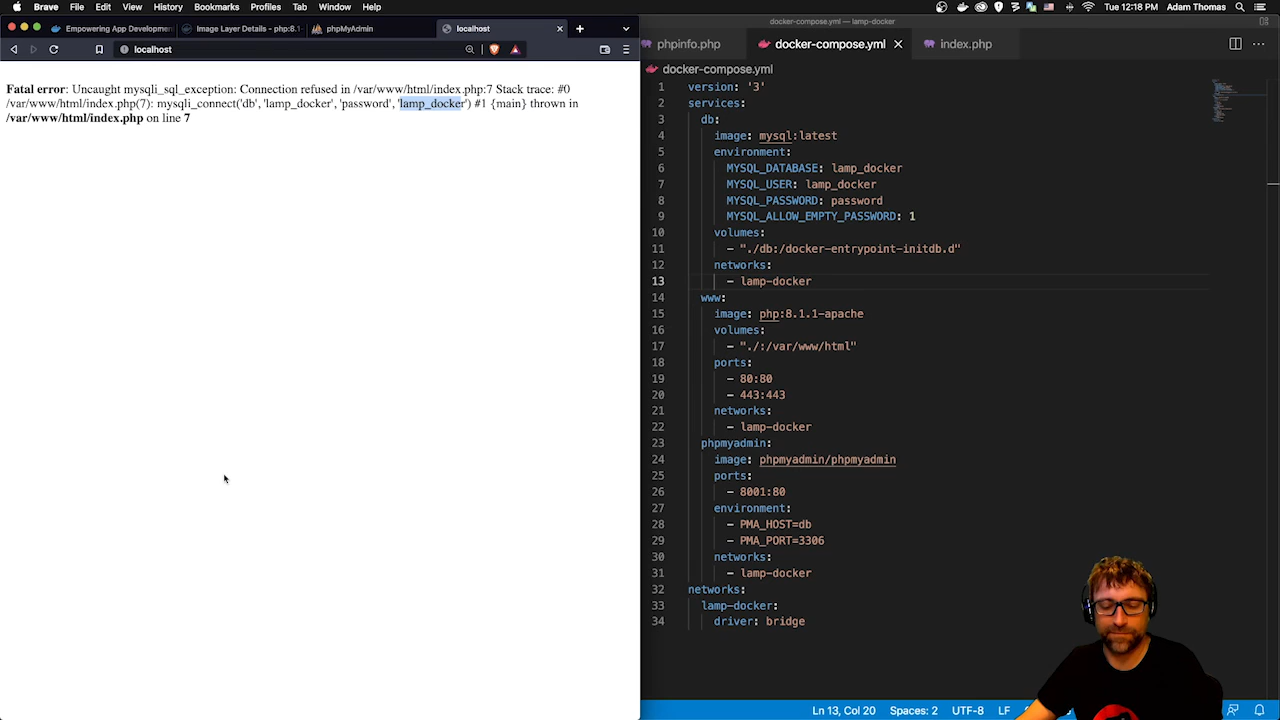 Brave File Edit View History Bookmarks Profiles Tab Window Help
Tue 12:18 PM Adam Thomas
Empowering App Developmen
Image Layer Details - php:8.1
phpMyAdmin
localhost
localhost
Fatal error: Uncaught mysqli_sql_exception: Connection refused in /var/www/html/index.php:7 Stack trace: #0
/var/www/html/index.php(7): mysqli_connect('db', 'lamp_docker', 'password', 'lamp_docker') #1 {main} thrown in
/var/www/html/index.php on line 7
docker-compose.yml — lamp-docker
phpinfo.php
docker-compose.yml
index.php
docker-compose.yml
1 version: '3'
2 services:
3 db:
4 image: mysql:latest
5 environment:
6 MYSQL_DATABASE: lamp_docker
7 MYSQL_USER: lamp_docker
8 MYSQL_PASSWORD: password
9 MYSQL_ALLOW_EMPTY_PASSWORD: 1
10 volumes:
11 - "./db:/docker-entrypoint-initdb.d"
12 networks:
13 - lamp-docker
14 www:
15 image: php:8.1.1-apache
16 volumes:
17 - "./:/var/www/html"
18 ports:
19 - 80:80
20 - 443:443
21 networks:
22 - lamp-docker
23 phpmyadmin:
24 image: phpmyadmin/phpmyadmin
25 ports:
26 - 8001:80
27 environment:
28 - PMA_HOST=db
29 - PMA_PORT=3306
30 networks:
31 - lamp-docker
32 networks:
33 lamp-docker:
34 driver: bridge
Ln 13, Col 20 Spaces: 2 UTF-8 LF